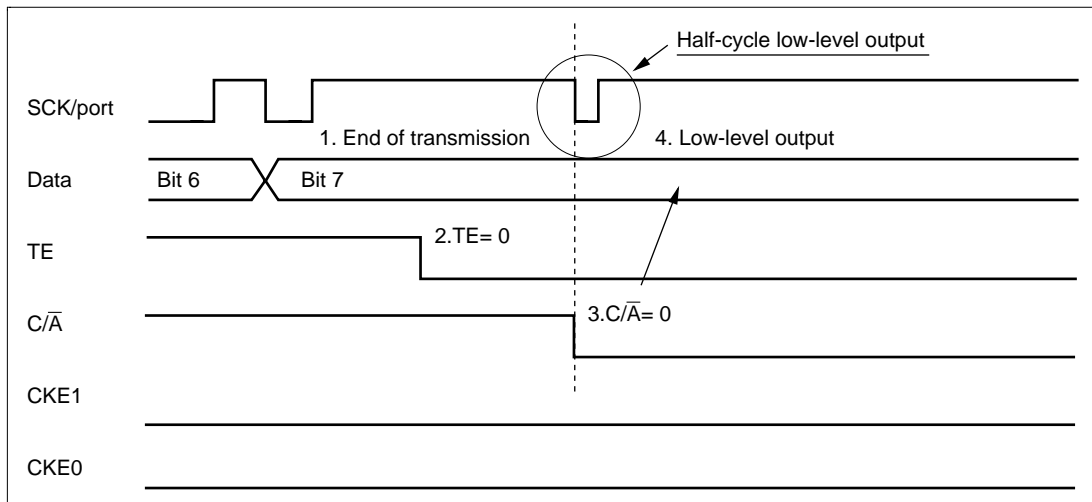 Half-cycle low-level output
SCK/port
1. End of transmission
4. Low-level output
Data
Bit 6
Bit 7
TE
2.TE= 0
C/A̅
3.C/A̅= 0
CKE1
CKE0